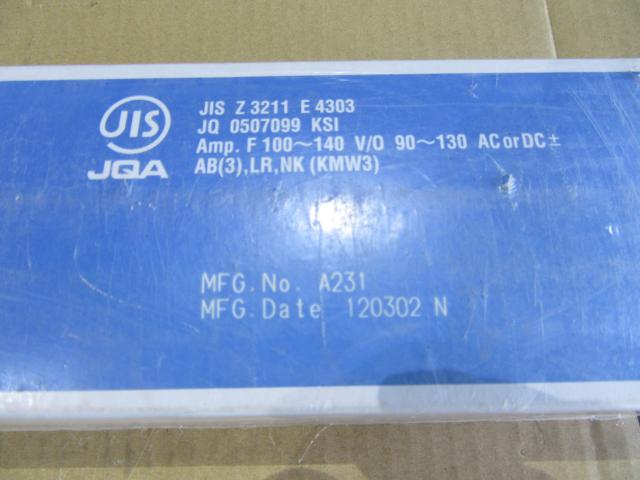 JIS
JQA
JIS Z 3211 E 4303
JQ 0507099 KSI
Amp. F 100～140 V/O 90～130 AC or DC±
AB(3),LR,NK (KMW3)
MFG.No. A231
MFG.Date 120302 N